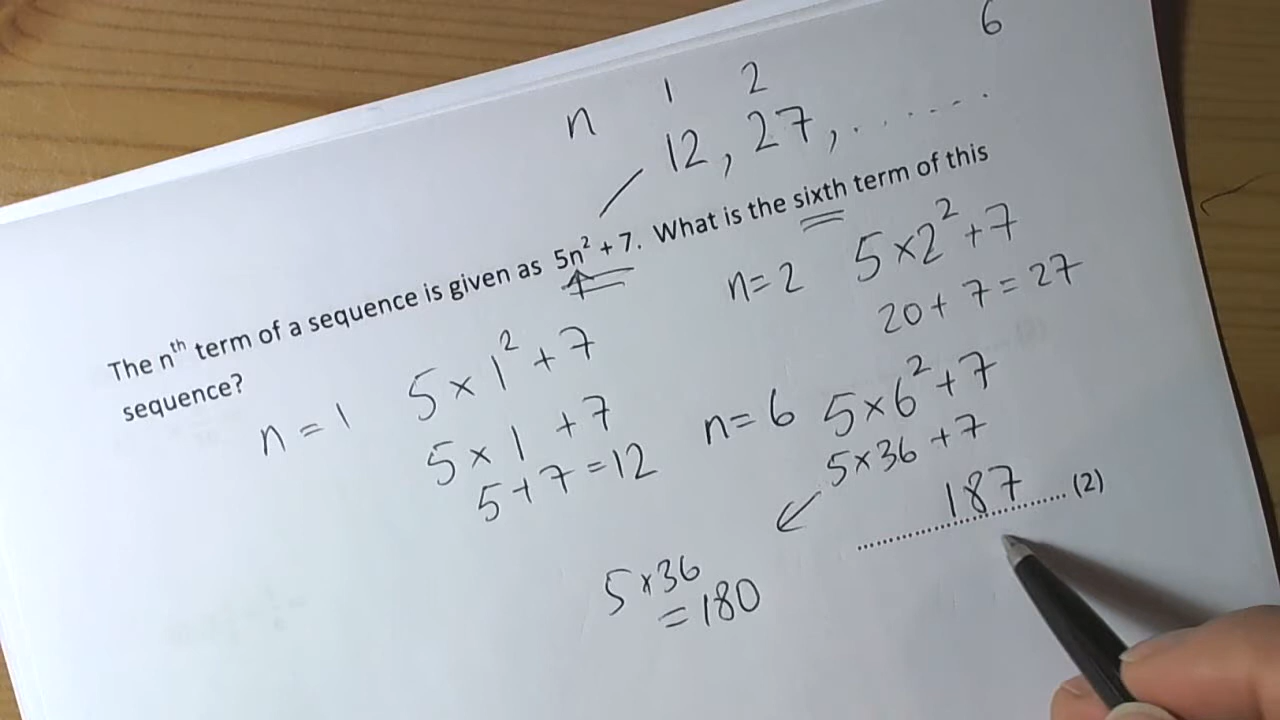 6
n 1 2
12, 27, .......
The nth term of a sequence is given as 5n² + 7. What is the sixth term of this
sequence?
n = 1 5 × 1² + 7
5 × 1 + 7
5 + 7 = 12
n = 2 5 × 2² + 7
20 + 7 = 27
n = 6 5 × 6² + 7
5 × 36 + 7
187 (2)
5 × 36
= 180